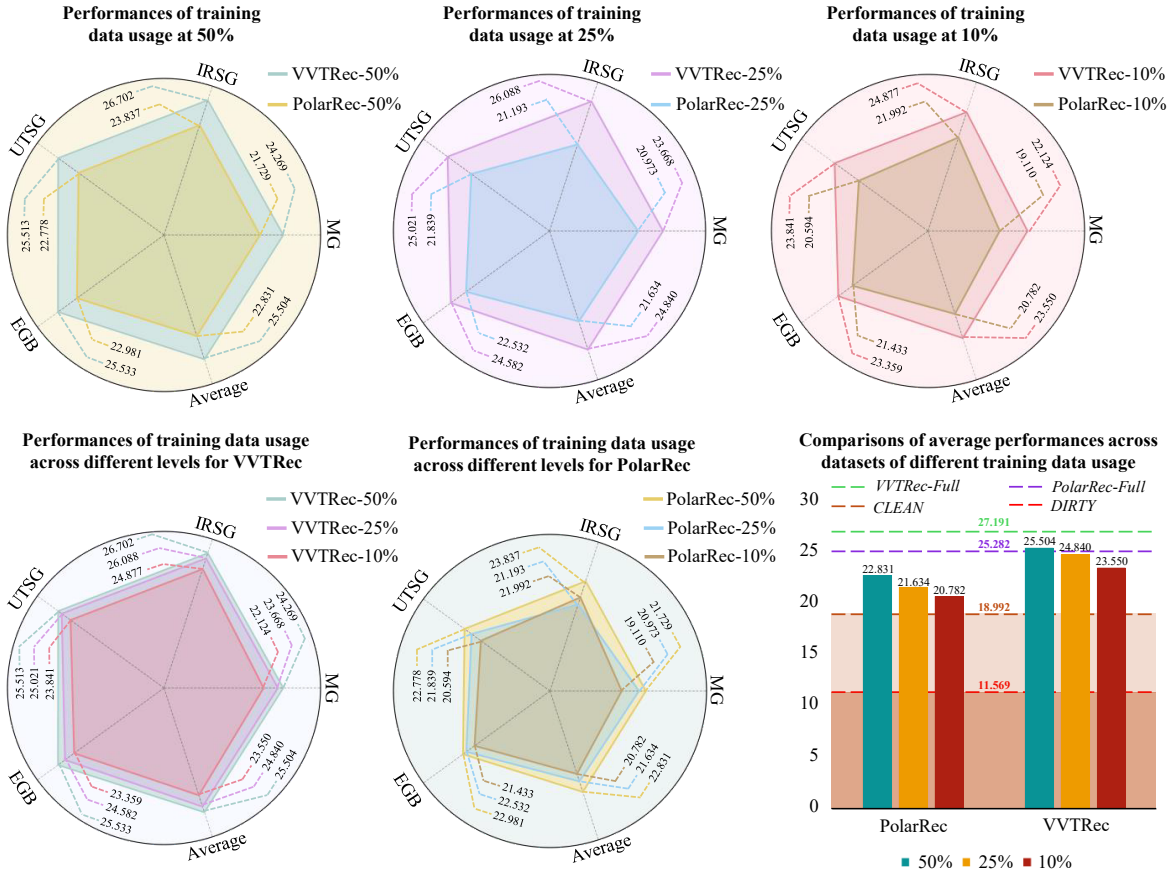 Performances of training
data usage at 50%
IRSG
VVTRec-50%
PolarRec-50%
26.702
23.837
UTSG
24.269
21.729
MG
25.513
22.778
22.831
25.504
EGB
22.981
25.533
Average
Performances of training
data usage at 25%
IRSG
VVTRec-25%
PolarRec-25%
26.088
21.193
UTSG
23.668
20.973
MG
25.021
21.839
21.634
24.840
EGB
22.532
24.582
Average
Performances of training
data usage at 10%
IRSG
VVTRec-10%
PolarRec-10%
24.877
21.992
UTSG
22.124
19.110
MG
23.841
20.594
20.782
23.550
EGB
21.433
23.359
Average
Performances of training data usage
across different levels for VVTRec
VVTRec-50%
VVTRec-25%
VVTRec-10%
IRSG
26.702
26.088
24.877
UTSG
24.269
23.668
22.124
MG
25.513
25.021
23.841
23.550
24.840
25.504
EGB
23.359
24.582
25.533
Average
Performances of training data usage
across different levels for PolarRec
PolarRec-50%
PolarRec-25%
PolarRec-10%
IRSG
23.837
21.193
21.992
UTSG
21.729
20.973
19.110
MG
22.778
21.839
20.594
20.782
21.634
22.831
EGB
21.433
22.532
22.981
Average
Comparisons of average performances across
datasets of different training data usage
VVTRec-Full
PolarRec-Full
CLEAN
DIRTY
30
25
20
15
10
5
0
27.191
25.282
18.992
11.569
22.831
21.634
20.782
25.504
24.840
23.550
PolarRec
VVTRec
50%
25%
10%